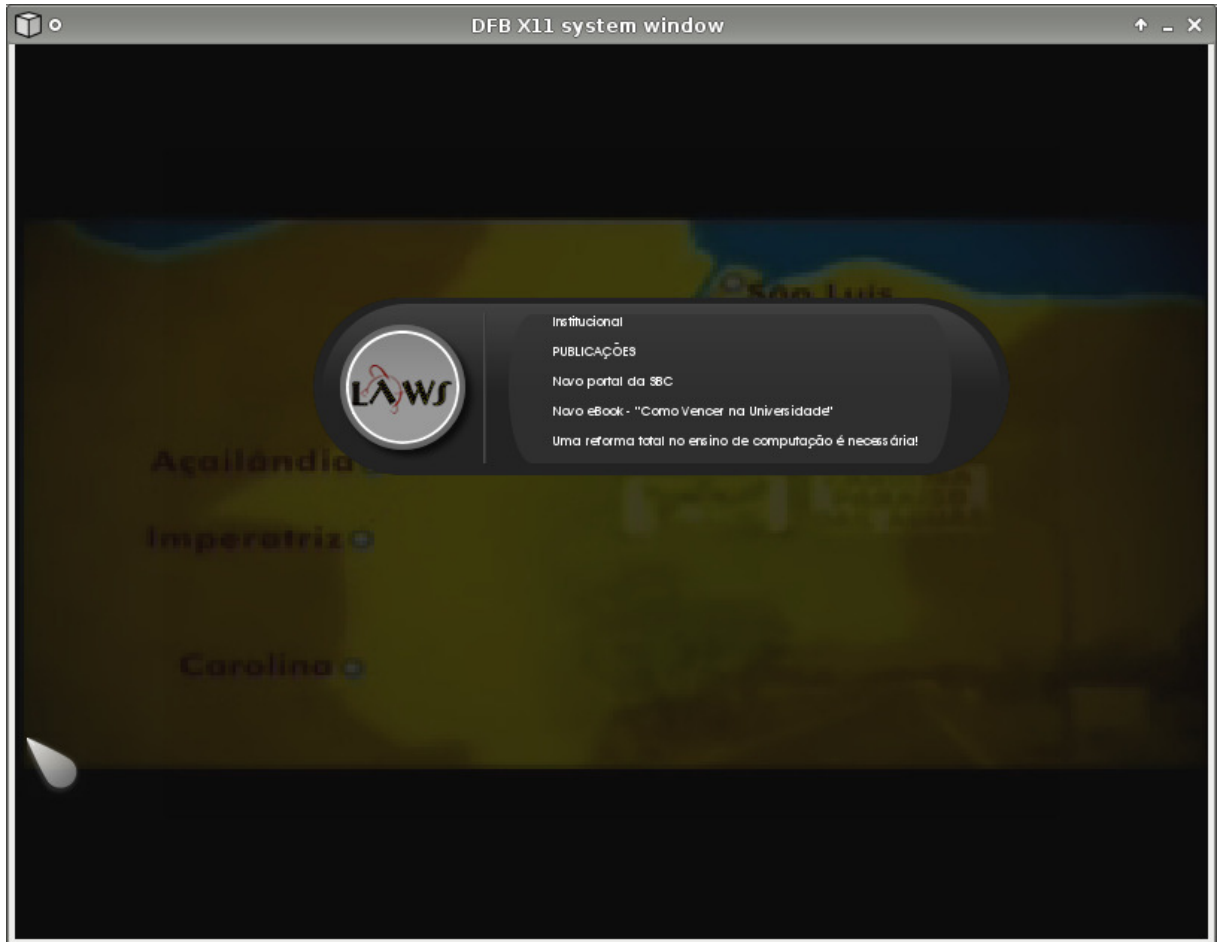 DFB X11 system window
São Luís
Institucional
PUBLICAÇÕES
Novo portal da SBC
Novo eBook - "Como Vencer na Universidade"
Uma reforma total no ensino de computação é necessária!
LAWS
Açailândia
Imperatriz
Carolina